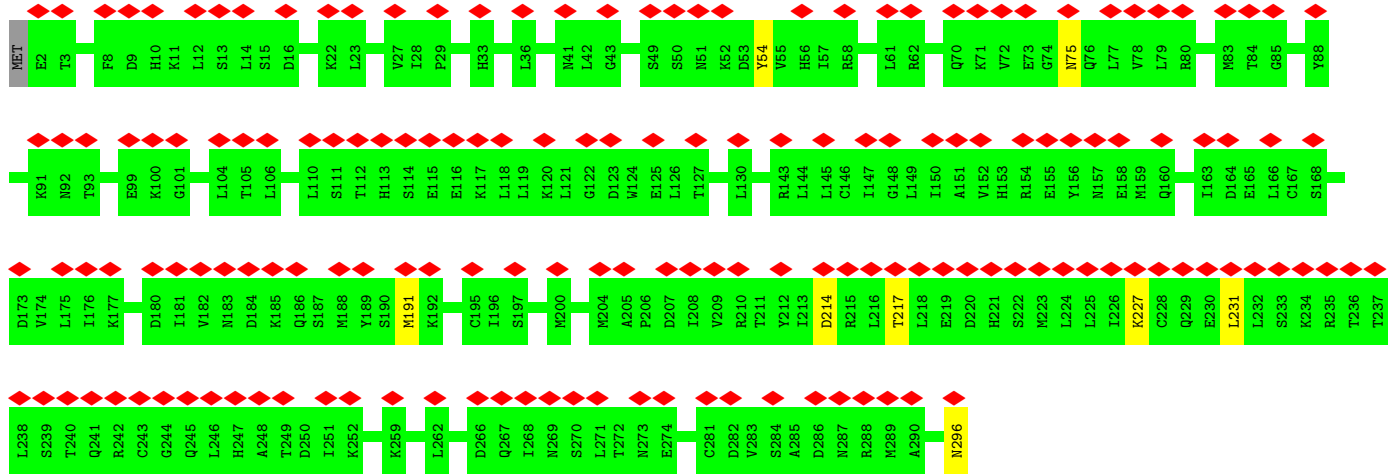 MET E2 T3 F8 D9 H10 K11 L12 S13 L14 S15 D16 K22 L23 V27 I28 P29 H33 L36 N41 L42 G43 S49 S50 N51 K52 D53 Y54 V55 H56 I57 R58 L61 R62 Q70 K71 V72 E73 G74 N75 Q76 L77 V78 L79 R80 M83 T84 G85 Y88
K91 N92 T93 E99 K100 G101 L104 T105 L106 L110 S111 T112 H113 S114 E115 E116 K117 L118 L119 K120 L121 G122 D123 W124 E125 L126 T127 L130 R143 L144 L145 C146 I147 G148 L149 I150 A151 V152 H153 R154 E155 Y156 N157 E158 M159 Q160 I163 D164 E165 L166 C167 S168
D173 V174 L175 I176 K177 D180 I181 V182 N183 D184 K185 Q186 S187 M188 Y189 S190 M191 K192 C195 I196 S197 M200 M204 A205 P206 D207 I208 V209 R210 T211 Y212 I213 D214 R215 L216 T217 L218 E219 D220 H221 S222 M223 L224 L225 I226 K227 C228 Q229 E230 L231 L232 S233 K234 R235 T236 T237
L238 S239 T240 Q241 R242 C243 G244 Q245 L246 H247 A248 T249 D250 I251 K252 K259 L262 D266 Q267 I268 N269 S270 L271 T272 N273 E274 C281 D282 V283 S284 A285 D286 N287 R288 M289 A290 N296